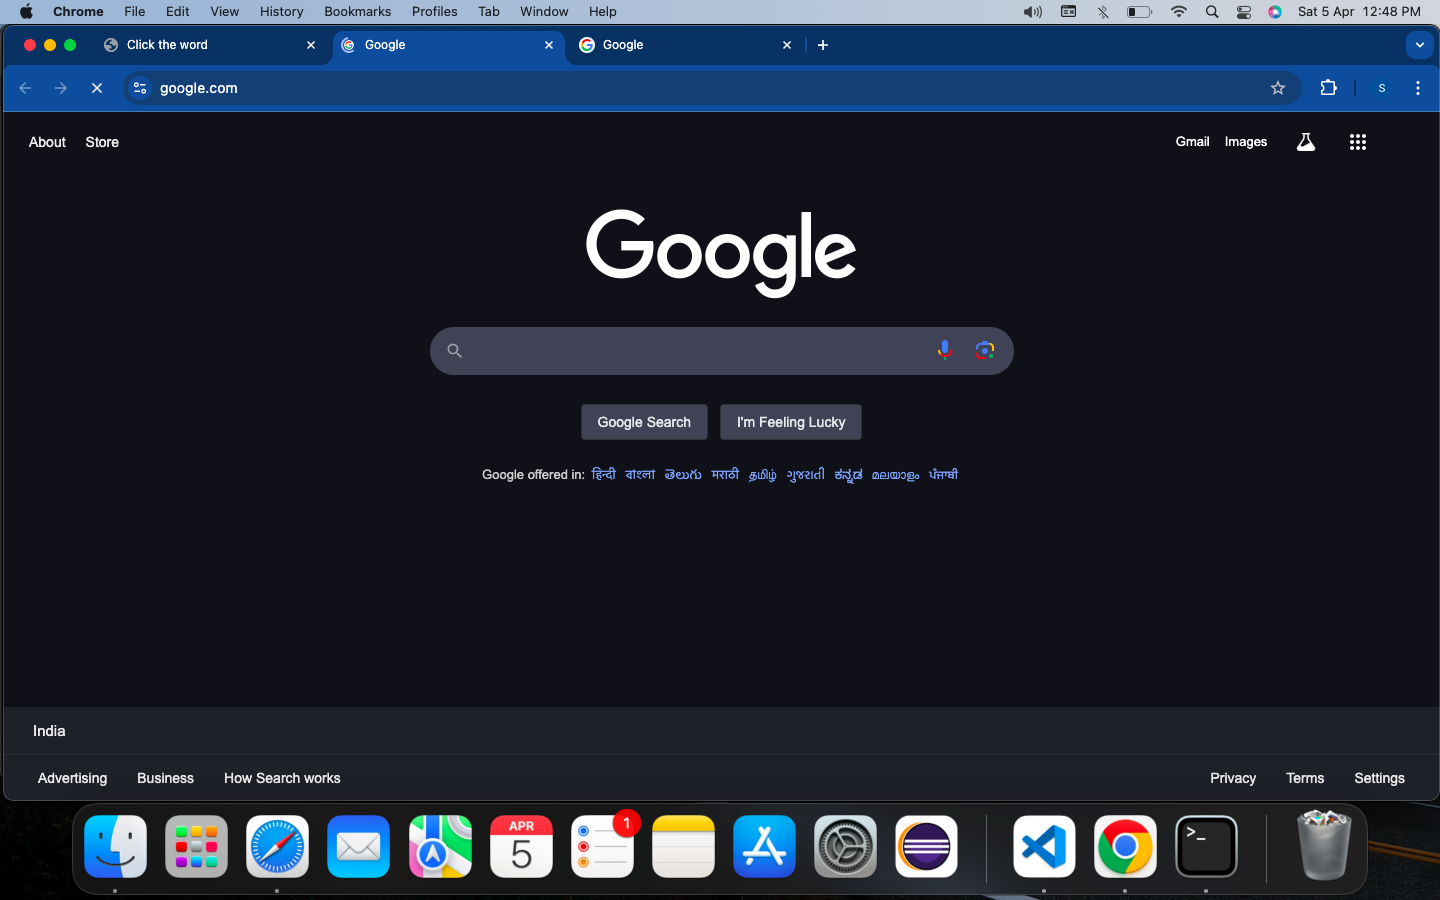 Chrome File Edit View History Bookmarks Profiles Tab Window Help Sat 5 Apr 12:48 PM
Click the word Google Google
google.com S
About Store Gmail Images
Google
Google Search I'm Feeling Lucky
Google offered in: हिन्दी বাংলা తెలుగు मराठी தமிழ் ગુજરાતી ಕನ್ನಡ മലയാളം ਪੰਜਾਬੀ
India
Advertising Business How Search works Privacy Terms Settings
APR 1 >_
5